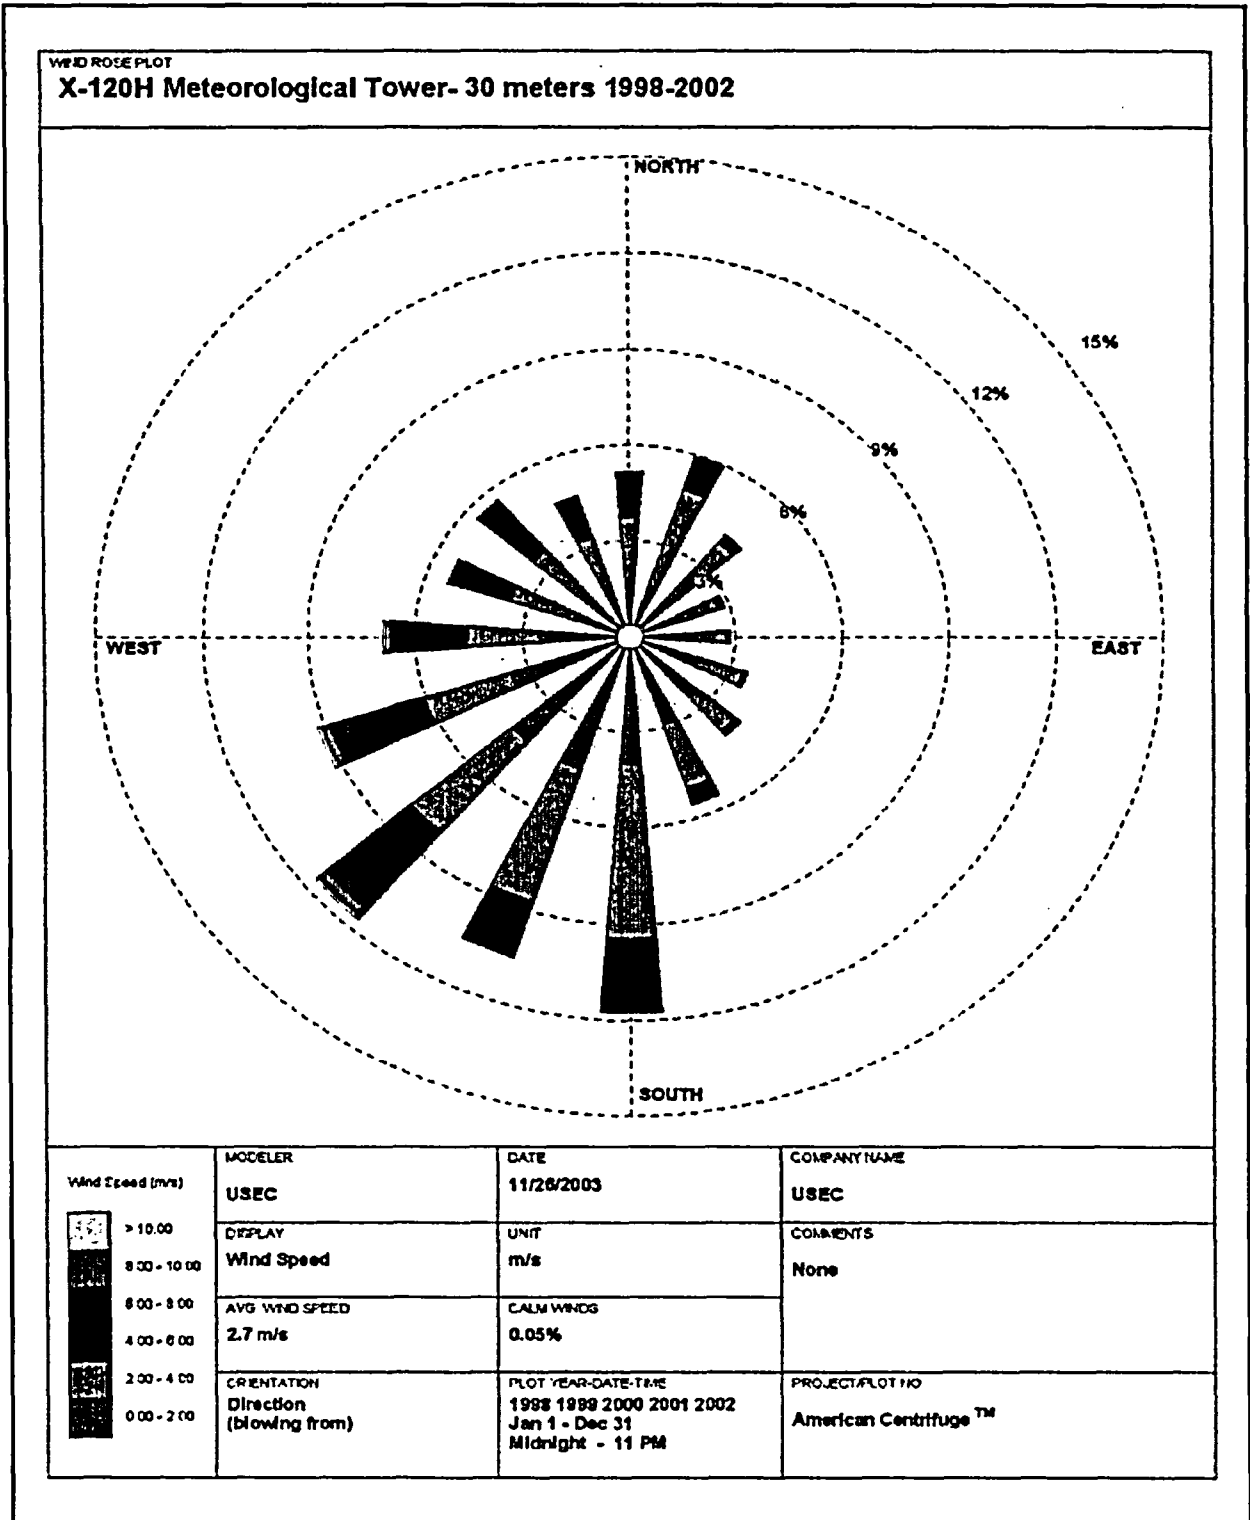 WIND ROSE PLOT
X-120H Meteorological Tower- 30 meters 1998-2002
NORTH
15%
12%
9%
6%
3%
WEST
EAST
SOUTH
Wind Speed (m/s)
> 10.00
8.00 - 10.00
6.00 - 8.00
4.00 - 6.00
2.00 - 4.00
0.00 - 2.00
MODELER
USEC
DATE
11/26/2003
COMPANY NAME
USEC
DISPLAY
Wind Speed
UNIT
m/s
COMMENTS
None
AVG. WIND SPEED
2.7 m/s
CALM WINDS
0.05%
ORIENTATION
Direction
(blowing from)
PLOT YEAR-DATE-TIME
1998 1999 2000 2001 2002
Jan 1 - Dec 31
Midnight - 11 PM
PROJECT/PLOT NO
American Centrifuge ™